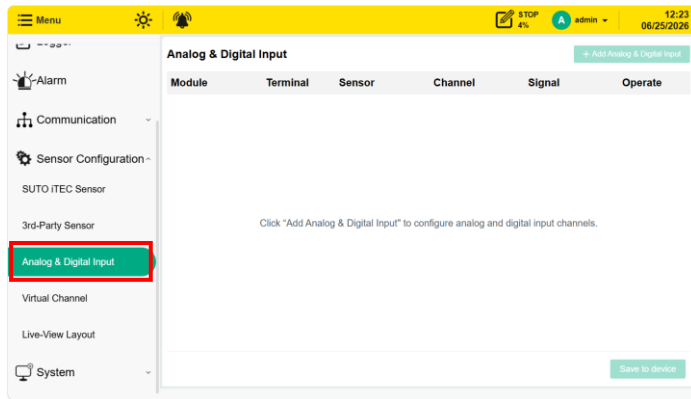 Menu
STOP
4%
A admin
12:23
06/25/2026
Logger
Alarm
Communication
Sensor Configuration
SUTO iTEC Sensor
3rd-Party Sensor
Analog & Digital Input
Virtual Channel
Live-View Layout
System
Analog & Digital Input
+ Add Analog & Digital Input
Module Terminal Sensor Channel Signal Operate
Click "Add Analog & Digital Input" to configure analog and digital input channels.
Save to device